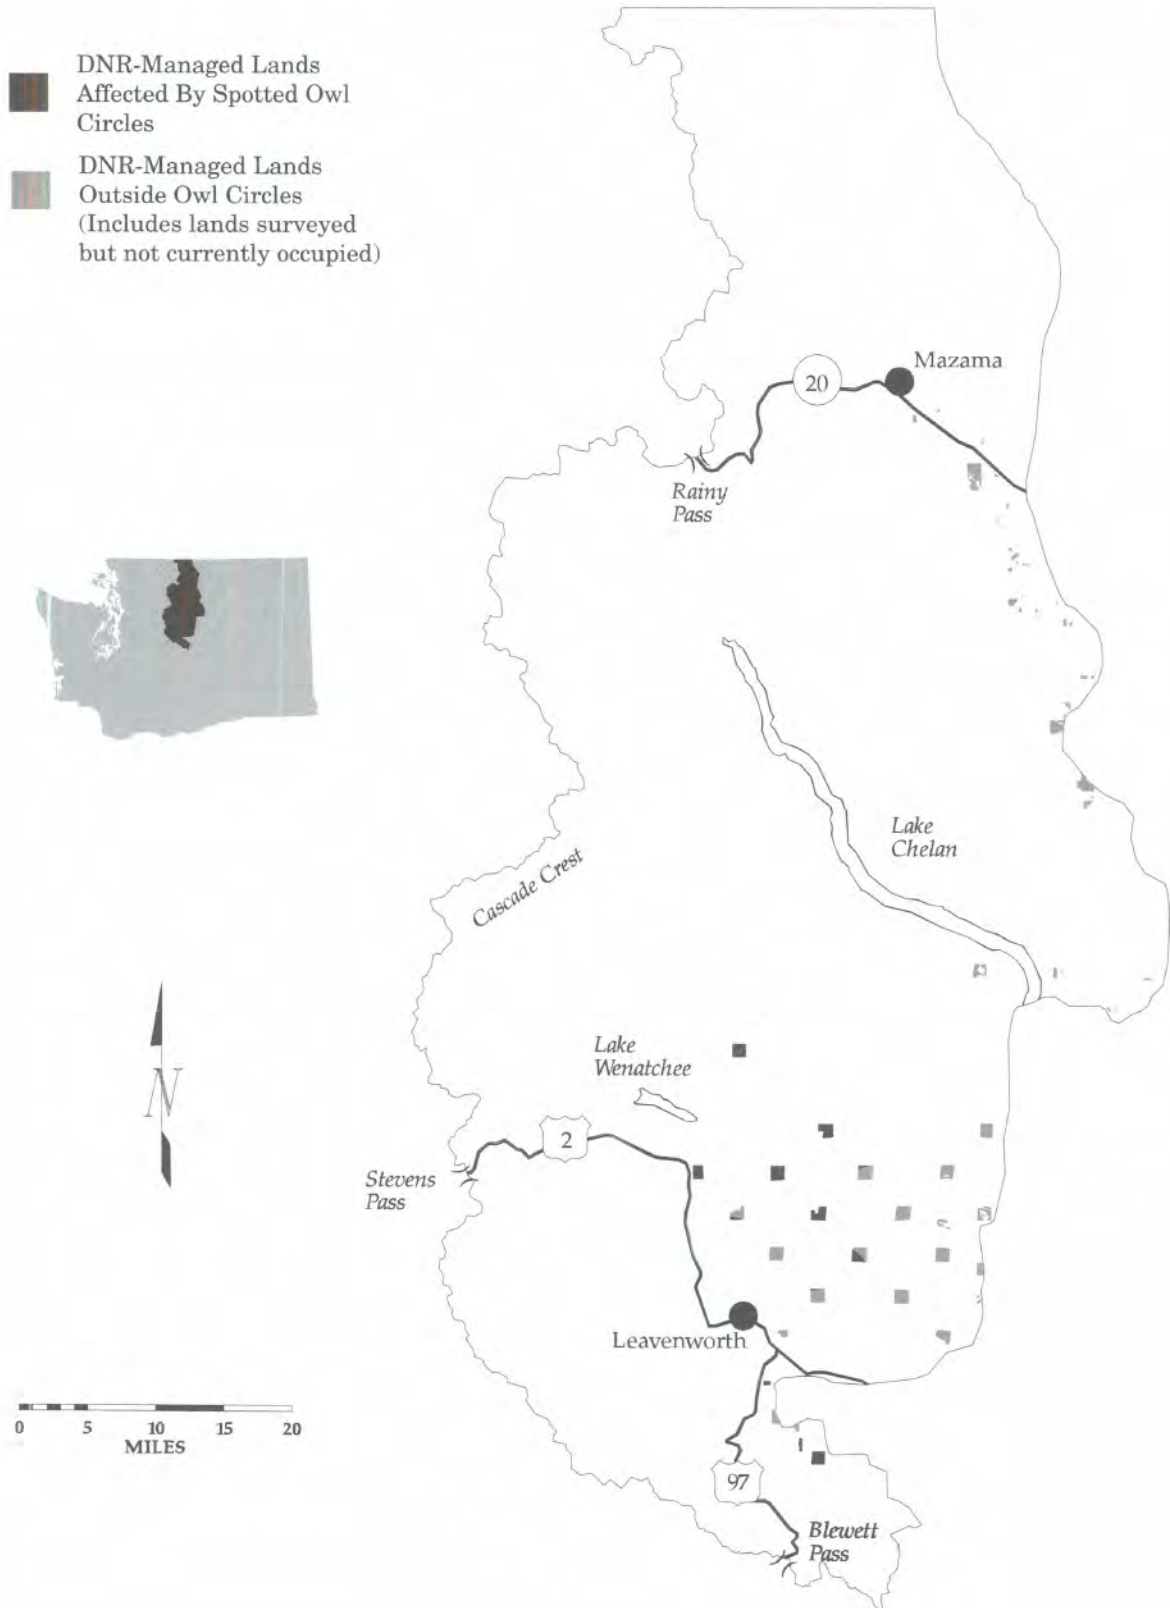 DNR-Managed Lands
Affected By Spotted Owl
Circles
DNR-Managed Lands
Outside Owl Circles
(Includes lands surveyed
but not currently occupied)
Mazama
20
Rainy
Pass
Lake
Chelan
Cascade Crest
Lake
Wenatchee
N
2
Stevens
Pass
Leavenworth
0 5 10 15 20
MILES
97
Blewett
Pass